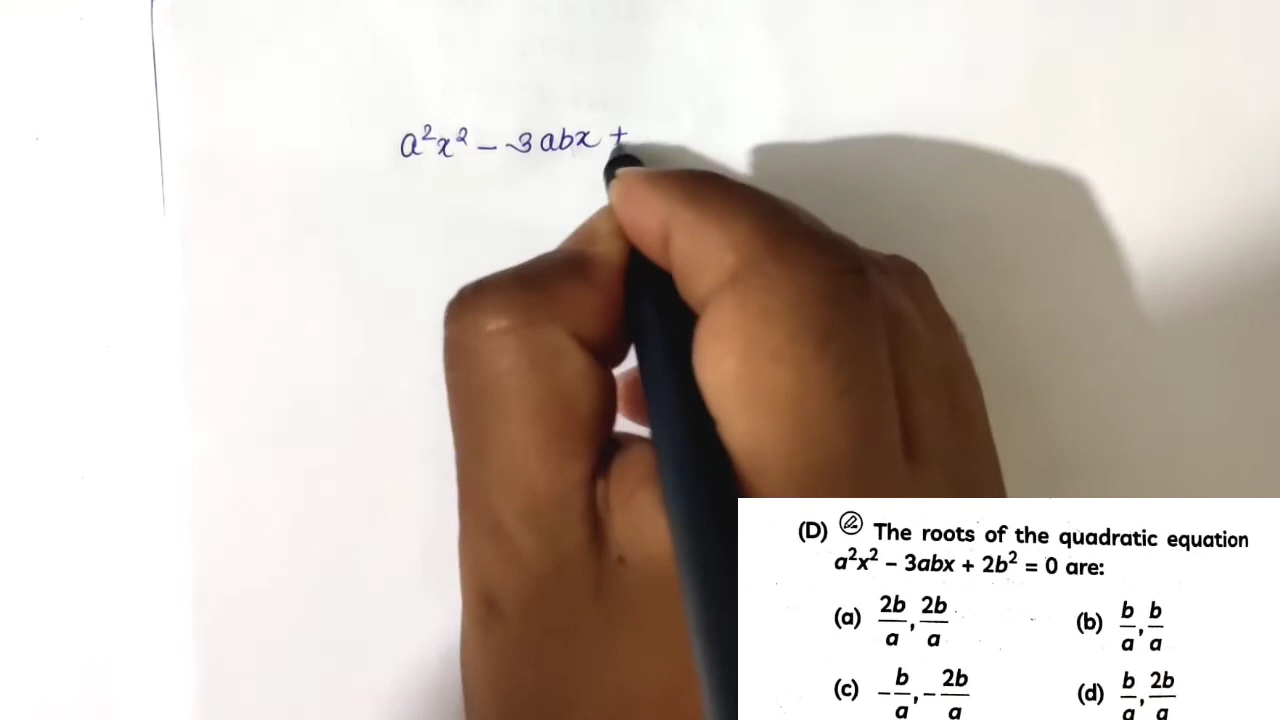 a²x² - 3abx +
(D) The roots of the quadratic equation
a²x² - 3abx + 2b² = 0 are:
(a) 2b/a, 2b/a (b) b/a, b/a
(c) -b/a, -2b/a (d) b/a, 2b/a